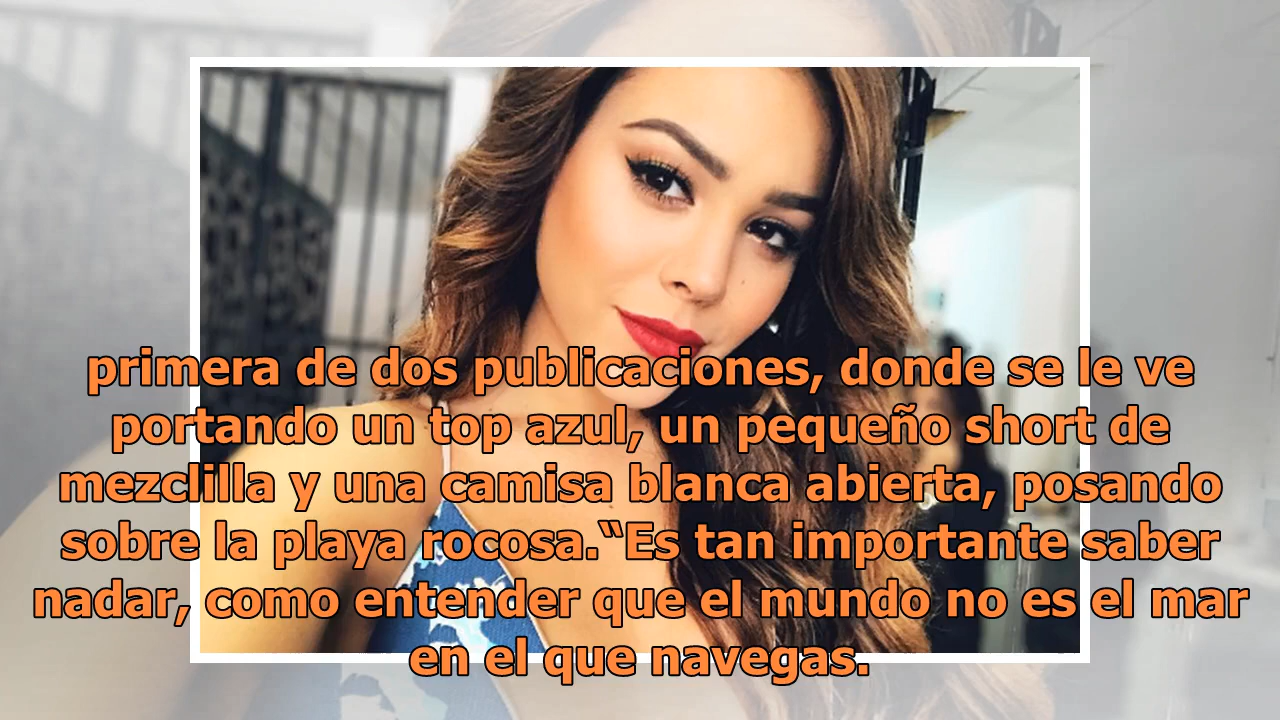 primera de dos publicaciones, donde se le ve
portando un top azul, un pequeño short de
mezclilla y una camisa blanca abierta, posando
sobre la playa rocosa.“Es tan importante saber
nadar, como entender que el mundo no es el mar
en el que navegas.